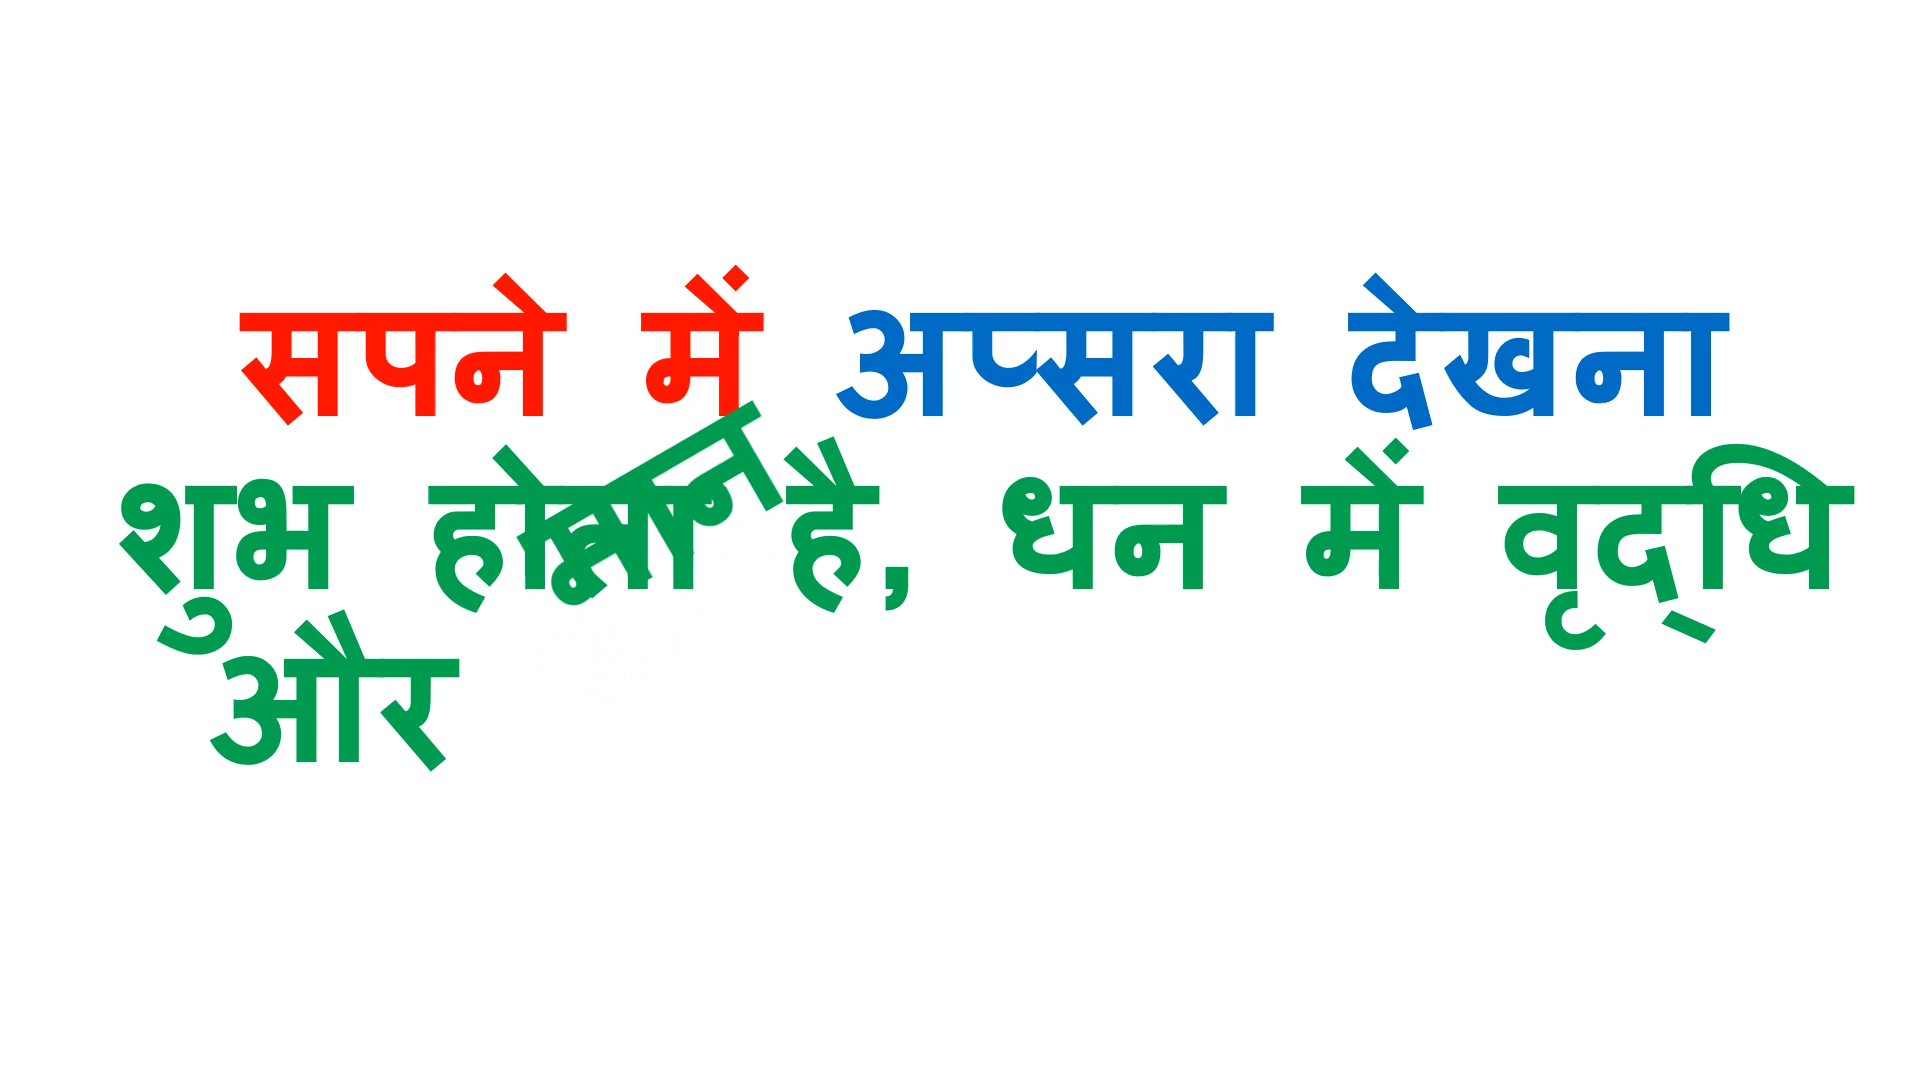 सपने में अप्सरा देखना
शुभ होता है, धन में वृद्धि
और